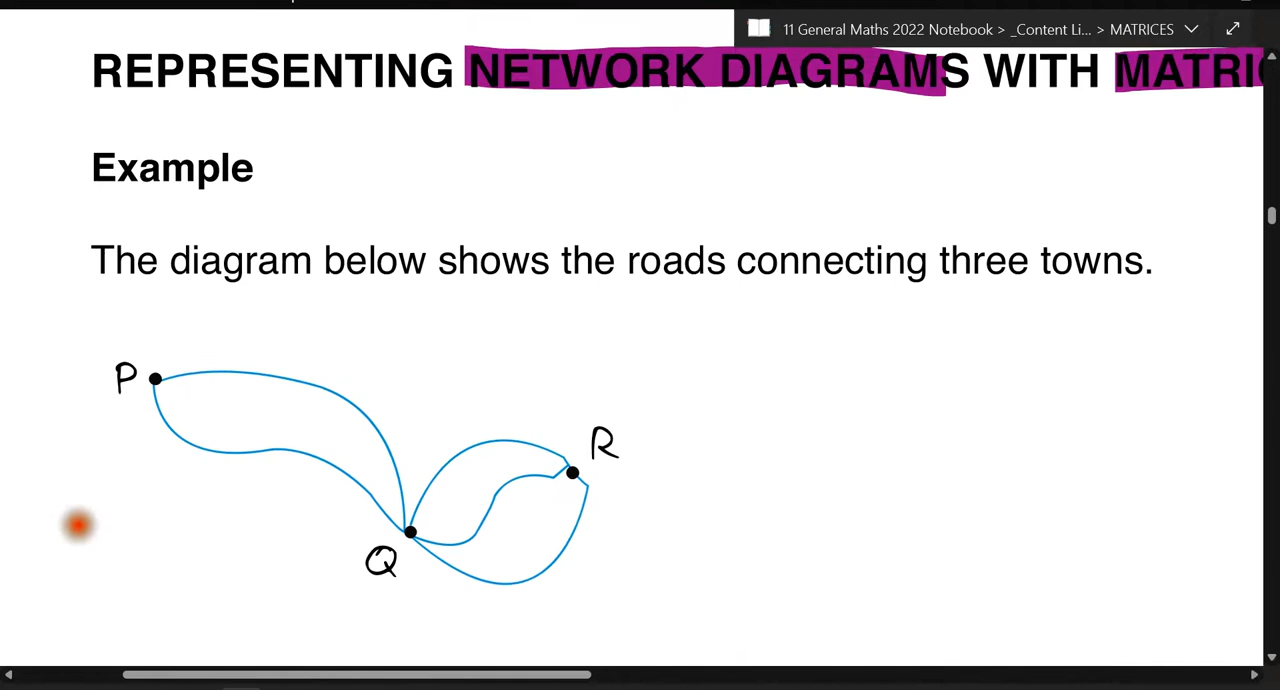 11 General Maths 2022 Notebook > _Content Li... > MATRICES
REPRESENTING NETWORK DIAGRAMS WITH MATRIC
Example
The diagram below shows the roads connecting three towns.
P
R
Q